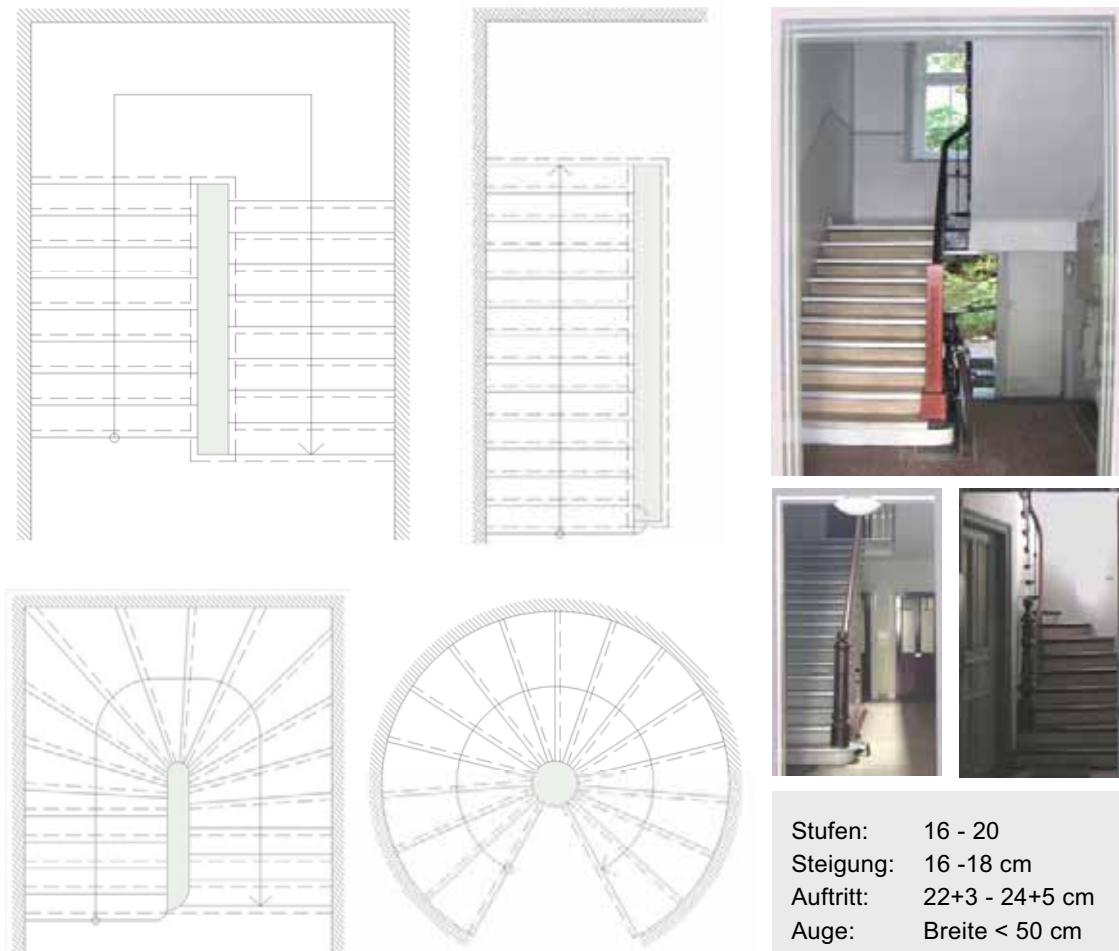 Stufen: 16 - 20
Steigung: 16 -18 cm
Auftritt: 22+3 - 24+5 cm
Auge: Breite < 50 cm